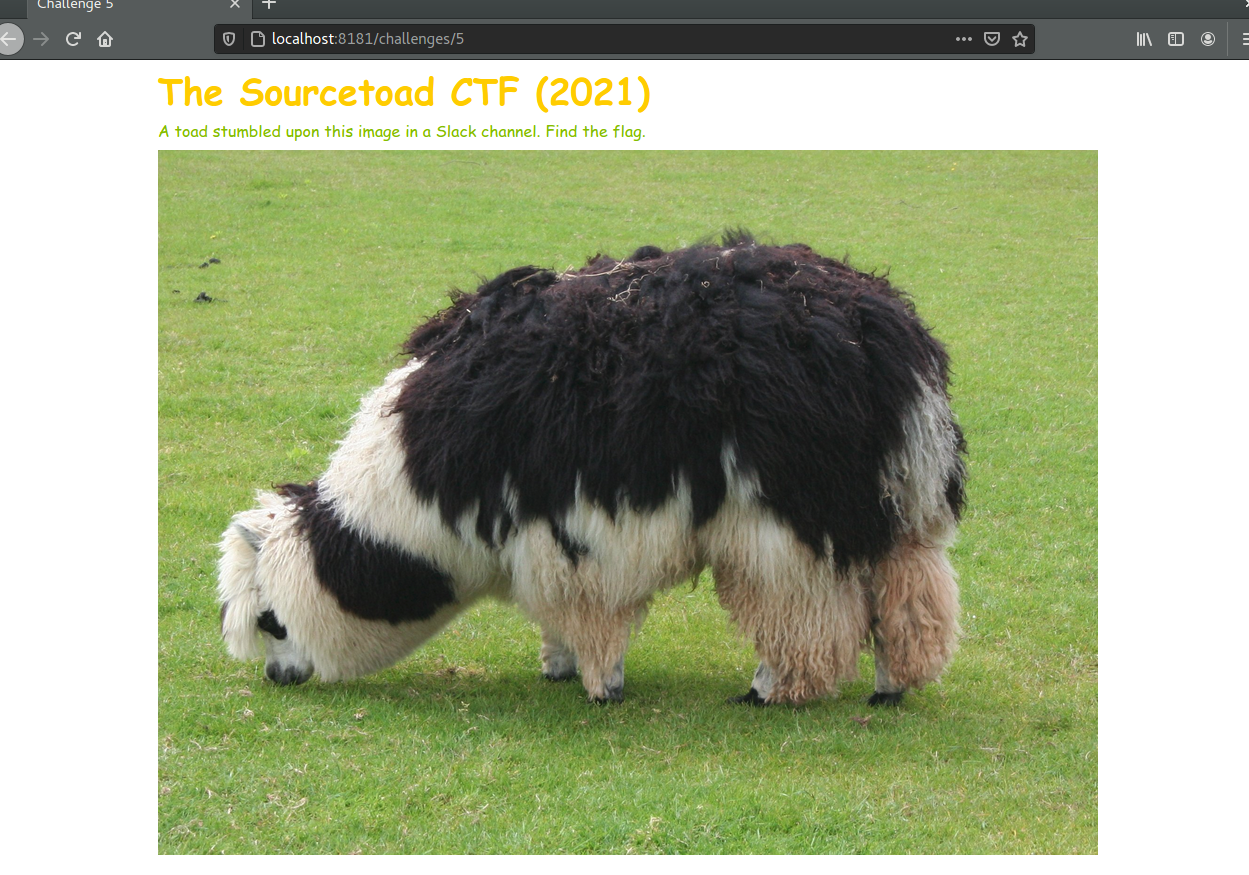 Challenge 5
localhost:8181/challenges/5
The Sourcetoad CTF (2021)
A toad stumbled upon this image in a Slack channel. Find the flag.